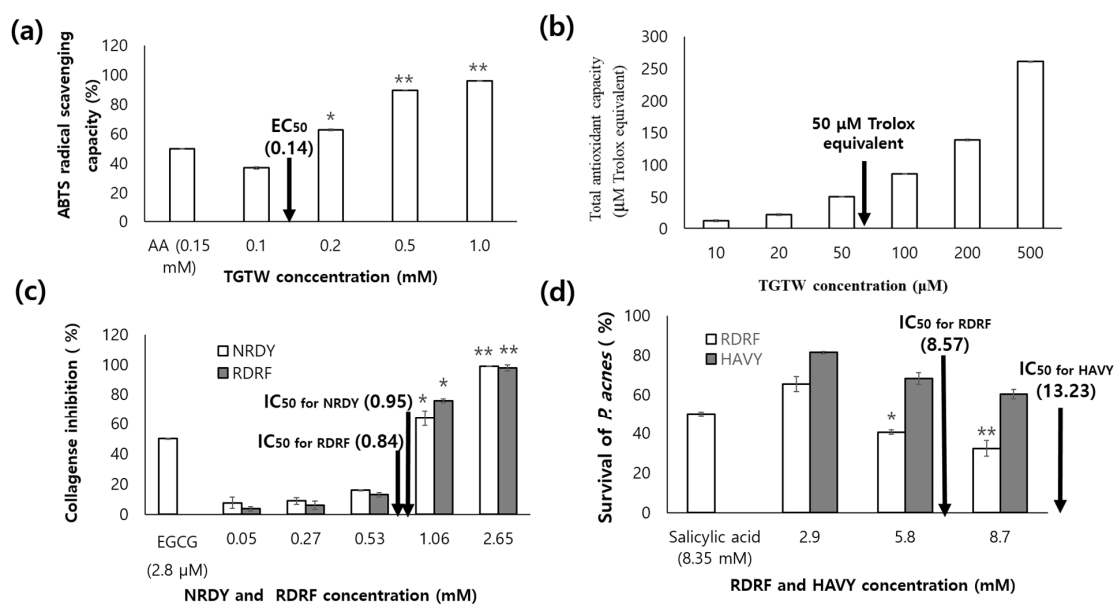 (a)
ABTS radical scavenging
capacity (%)
120
100
80
60
40
20
0
EC50
(0.14)
*
**
**
AA (0.15
mM)
0.1
0.2
0.5
1.0
TGTW conccentration (mM)
(b)
Total antioxidant capacity
(μM Trolox equivalent)
300
250
200
150
100
50
0
50 μM Trolox
equivalent
10
20
50
100
200
500
TGTW concentration (μM)
(c)
Collagense inhibition ( %)
120
100
80
60
40
20
0
NRDY
RDRF
IC50 for NRDY (0.95)
IC50 for RDRF (0.84)
*
*
**
**
EGCG
(2.8 μM)
0.05
0.27
0.53
1.06
2.65
NRDY and RDRF concentration (mM)
(d)
Survival of P. acnes ( %)
100
80
60
40
20
0
RDRF
HAVY
IC50 for RDRF
(8.57)
IC50 for HAVY
(13.23)
*
**
Salicylic acid
(8.35 mM)
2.9
5.8
8.7
RDRF and HAVY concentration (mM)